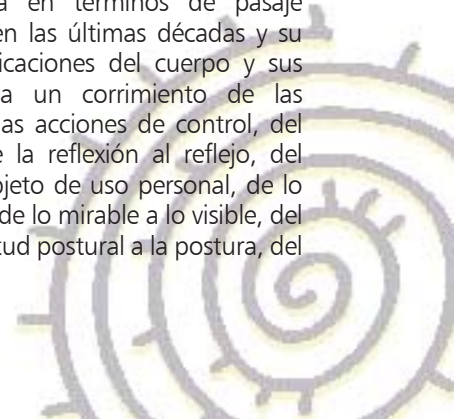 en términos de pasaje
en las últimas décadas y su
icaciones del cuerpo y sus
a un corrimiento de las
as acciones de control, del
la reflexión al reflejo, del
jeto de uso personal, de lo
de lo mirable a lo visible, del
tud postural a la postura, del